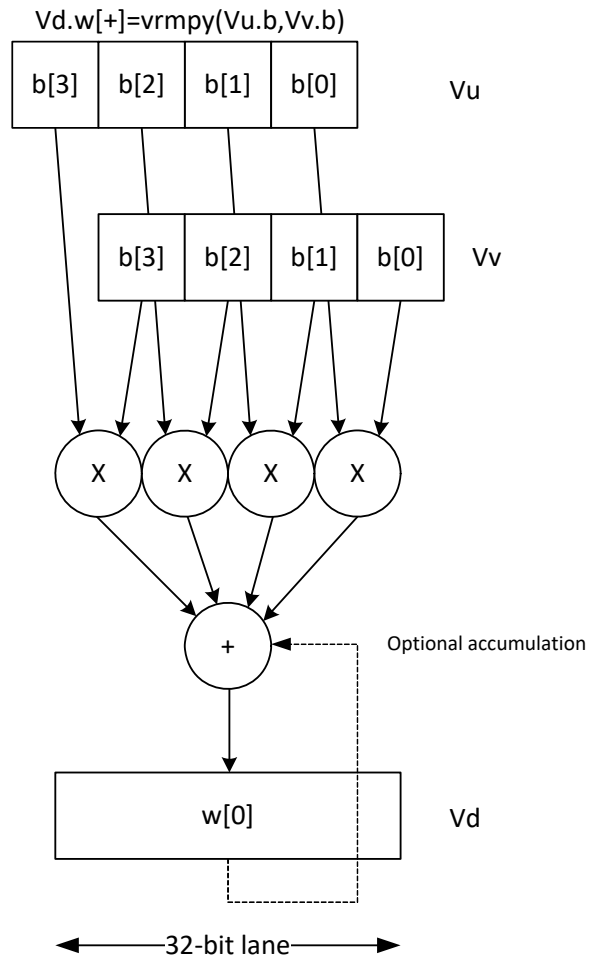 Vd.w[+]=vrmpy(Vu.b,Vv.b)
b[3] b[2] b[1] b[0] Vu
b[3] b[2] b[1] b[0] Vv
X X X X
+ Optional accumulation
w[0] Vd
32-bit lane